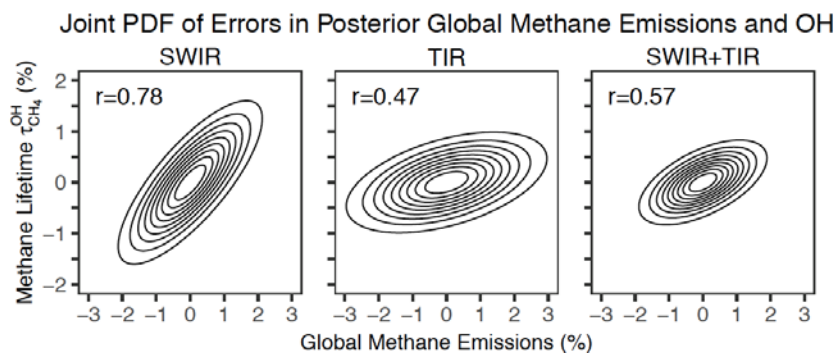 Joint PDF of Errors in Posterior Global Methane Emissions and OH
SWIR TIR SWIR+TIR
r=0.78 r=0.47 r=0.57
Methane Lifetime τ^OH_CH4 (%)
2
1
0
−1
−2
−3 −2 −1 0 1 2 3 −3 −2 −1 0 1 2 3 −3 −2 −1 0 1 2 3
Global Methane Emissions (%)